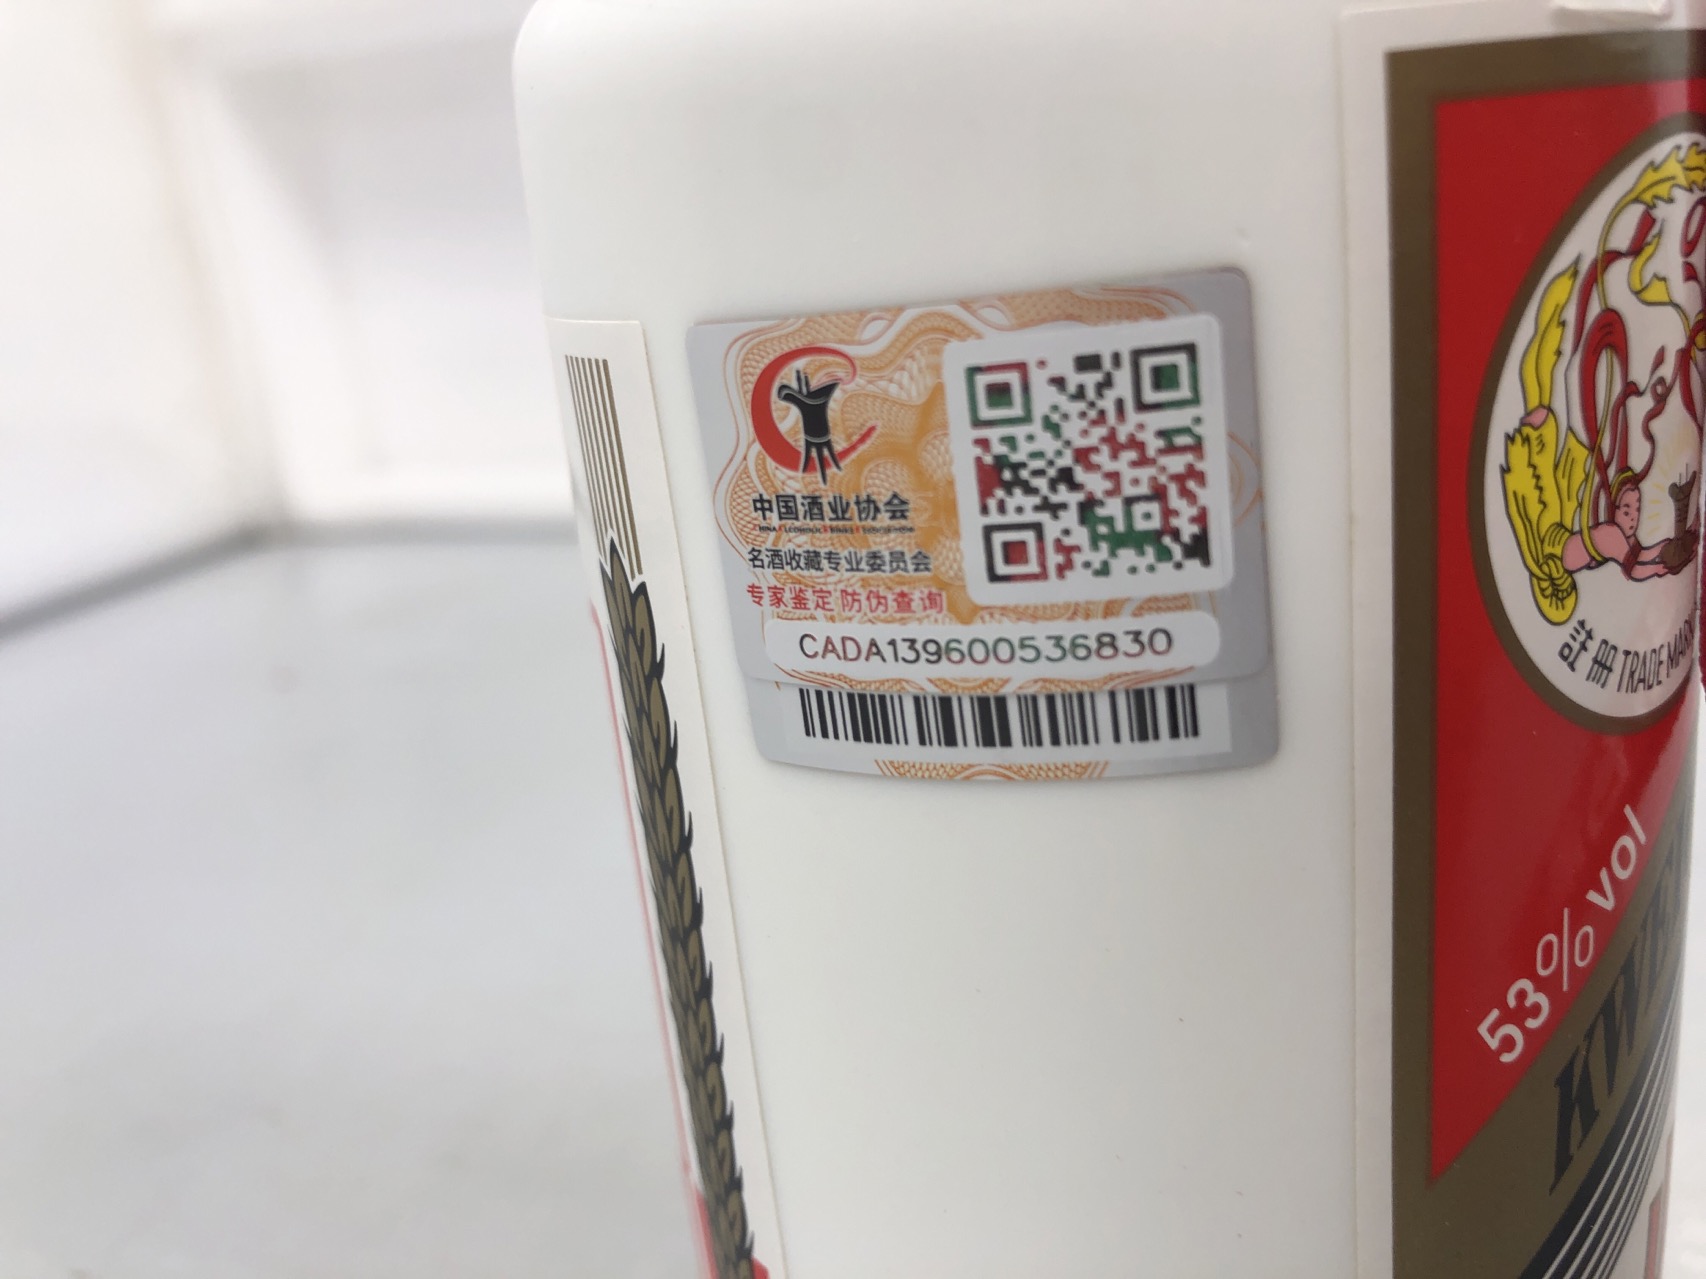 中国酒业协会
名酒收藏专业委员会
专家鉴定 防伪查询
CADA139600536830
註冊 TRADE MARK
53% vol